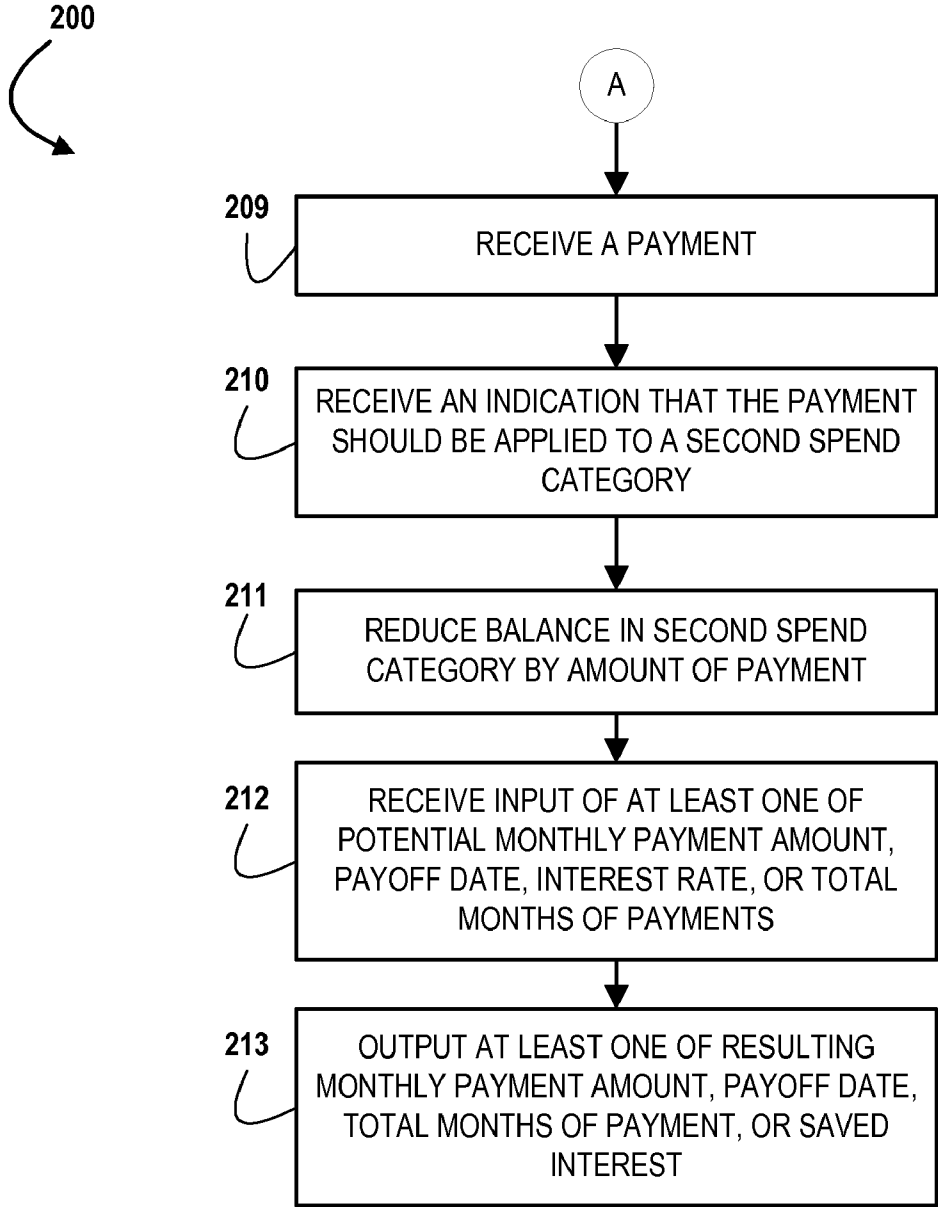 200
A
209
RECEIVE A PAYMENT
210
RECEIVE AN INDICATION THAT THE PAYMENT
SHOULD BE APPLIED TO A SECOND SPEND
CATEGORY
211
REDUCE BALANCE IN SECOND SPEND
CATEGORY BY AMOUNT OF PAYMENT
212
RECEIVE INPUT OF AT LEAST ONE OF
POTENTIAL MONTHLY PAYMENT AMOUNT,
PAYOFF DATE, INTEREST RATE, OR TOTAL
MONTHS OF PAYMENTS
213
OUTPUT AT LEAST ONE OF RESULTING
MONTHLY PAYMENT AMOUNT, PAYOFF DATE,
TOTAL MONTHS OF PAYMENT, OR SAVED
INTEREST